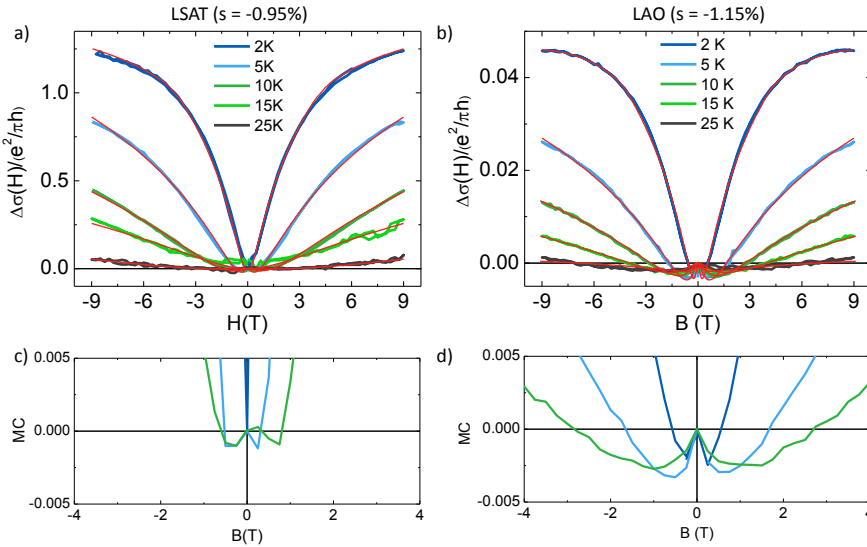 LSAT (s = -0.95%)
a)
2K
5K
10K
15K
25K
1.0
0.5
0.0
Δσ(H)/(e²/πh)
-9 -6 -3 0 3 6 9
H(T)
LAO (s = -1.15%)
b)
2 K
5 K
10 K
15 K
25 K
0.04
0.02
0.00
Δσ(H)/(e²/πh)
-9 -6 -3 0 3 6 9
B (T)
c)
0.005
0.000
-0.005
MC
-4 -2 0 2 4
B(T)
d)
0.005
0.000
-0.005
MC
-4 -2 0 2 4
B (T)